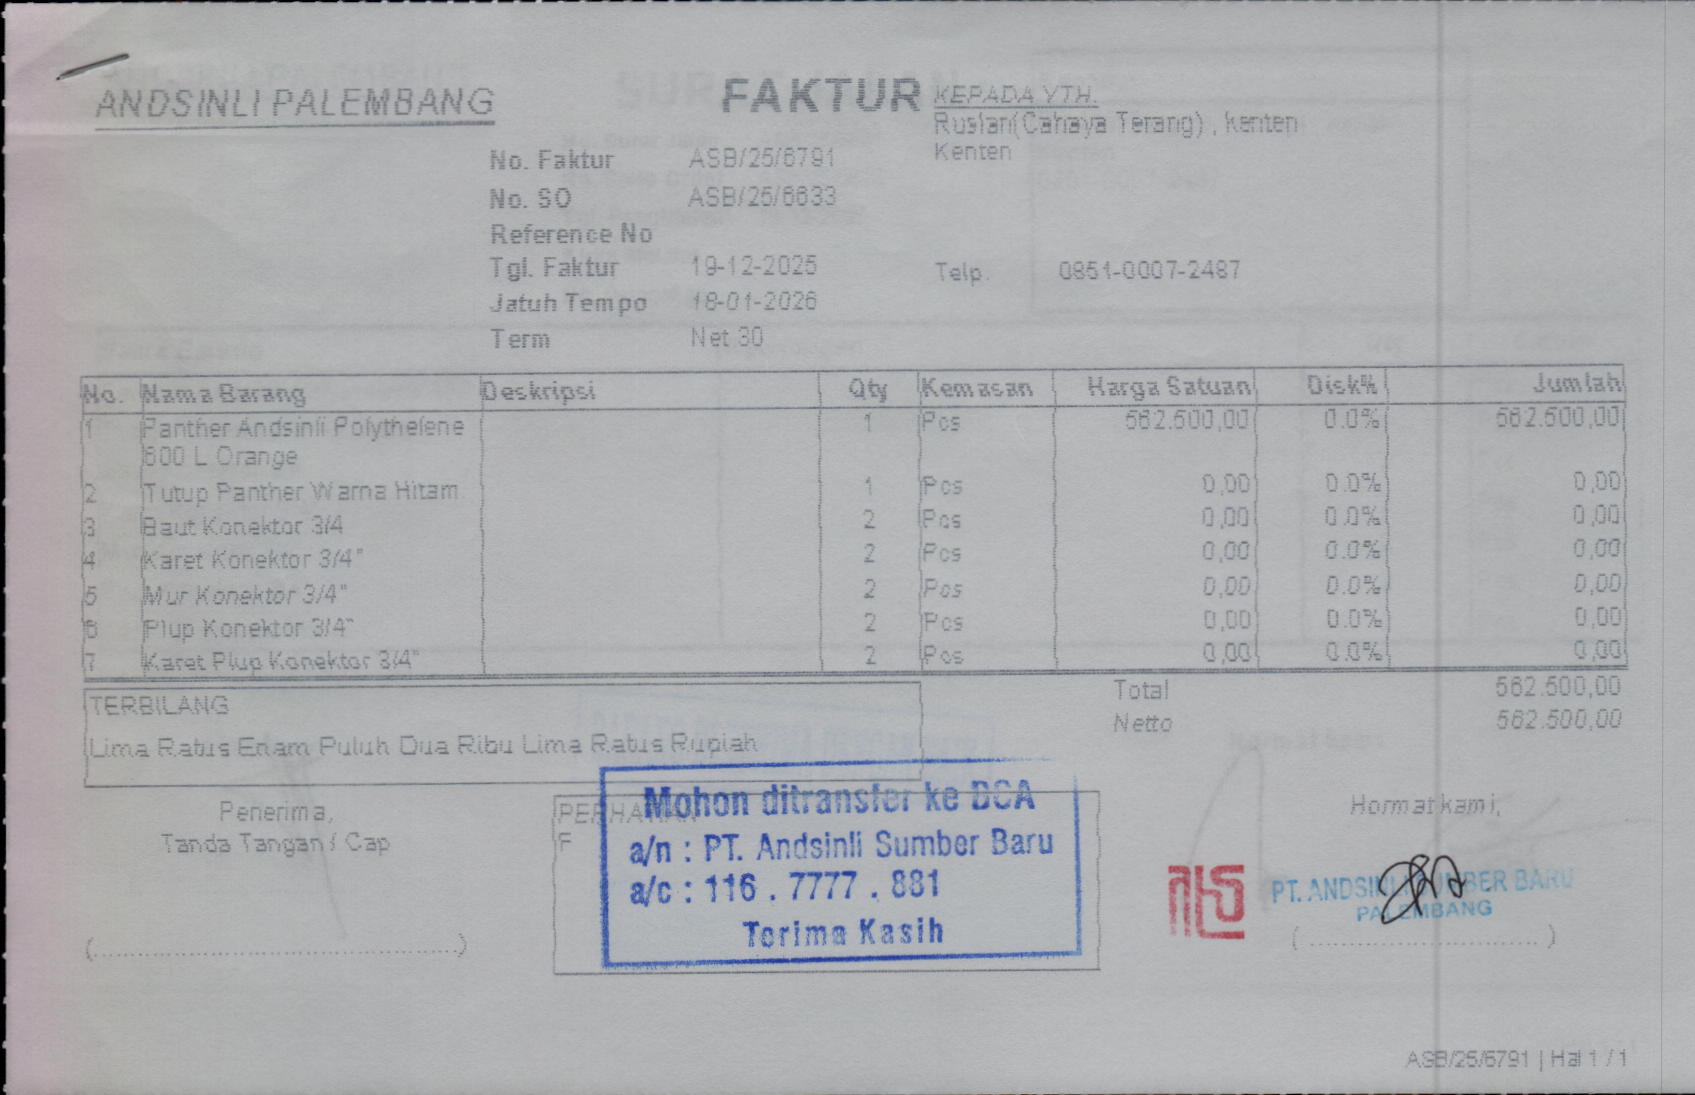 ANDSINLI PALEMBANG
FAKTUR
KEPADA YTH.
Ruslan(Cahaya Terang) , kenten
Kenten
No. Faktur ASB/25/6791
No. SO ASB/25/6633
Reference No
Tgl. Faktur 19-12-2025
Telp. 0851-0007-2487
Jatuh Tempo 18-01-2026
Term Net 30
No. Nama Barang Deskripsi Qty Kemasan Harga Satuan Disk% Jumlah
1 Panther Andsinli Polythelene 1 Pcs 562.500,00 0.0% 562.500,00
600 L Orange
2 Tutup Panther Warna Hitam 1 Pcs 0,00 0.0% 0,00
3 Baut Konektor 3/4 2 Pcs 0,00 0.0% 0,00
4 Karet Konektor 3/4" 2 Pcs 0,00 0.0% 0,00
5 Mur Konektor 3/4" 2 Pcs 0,00 0.0% 0,00
6 Plup Konektor 3/4" 2 Pcs 0,00 0.0% 0,00
7 Karet Plup Konektor 3/4" 2 Pcs 0,00 0.0% 0,00
Total 562.500,00
Netto 562.500,00
TERBILANG
Lima Ratus Enam Puluh Dua Ribu Lima Ratus Rupiah
Penerima,
Tanda Tangan / Cap
Mohon ditransfer ke BCA
a/n : PT. Andsinli Sumber Baru
a/c : 116 . 7777 . 881
Terima Kasih
Hormat kami,
PT. ANDSINLI SUMBER BARU
PALEMBANG
ASB/25/6791 | Hal 1 / 1